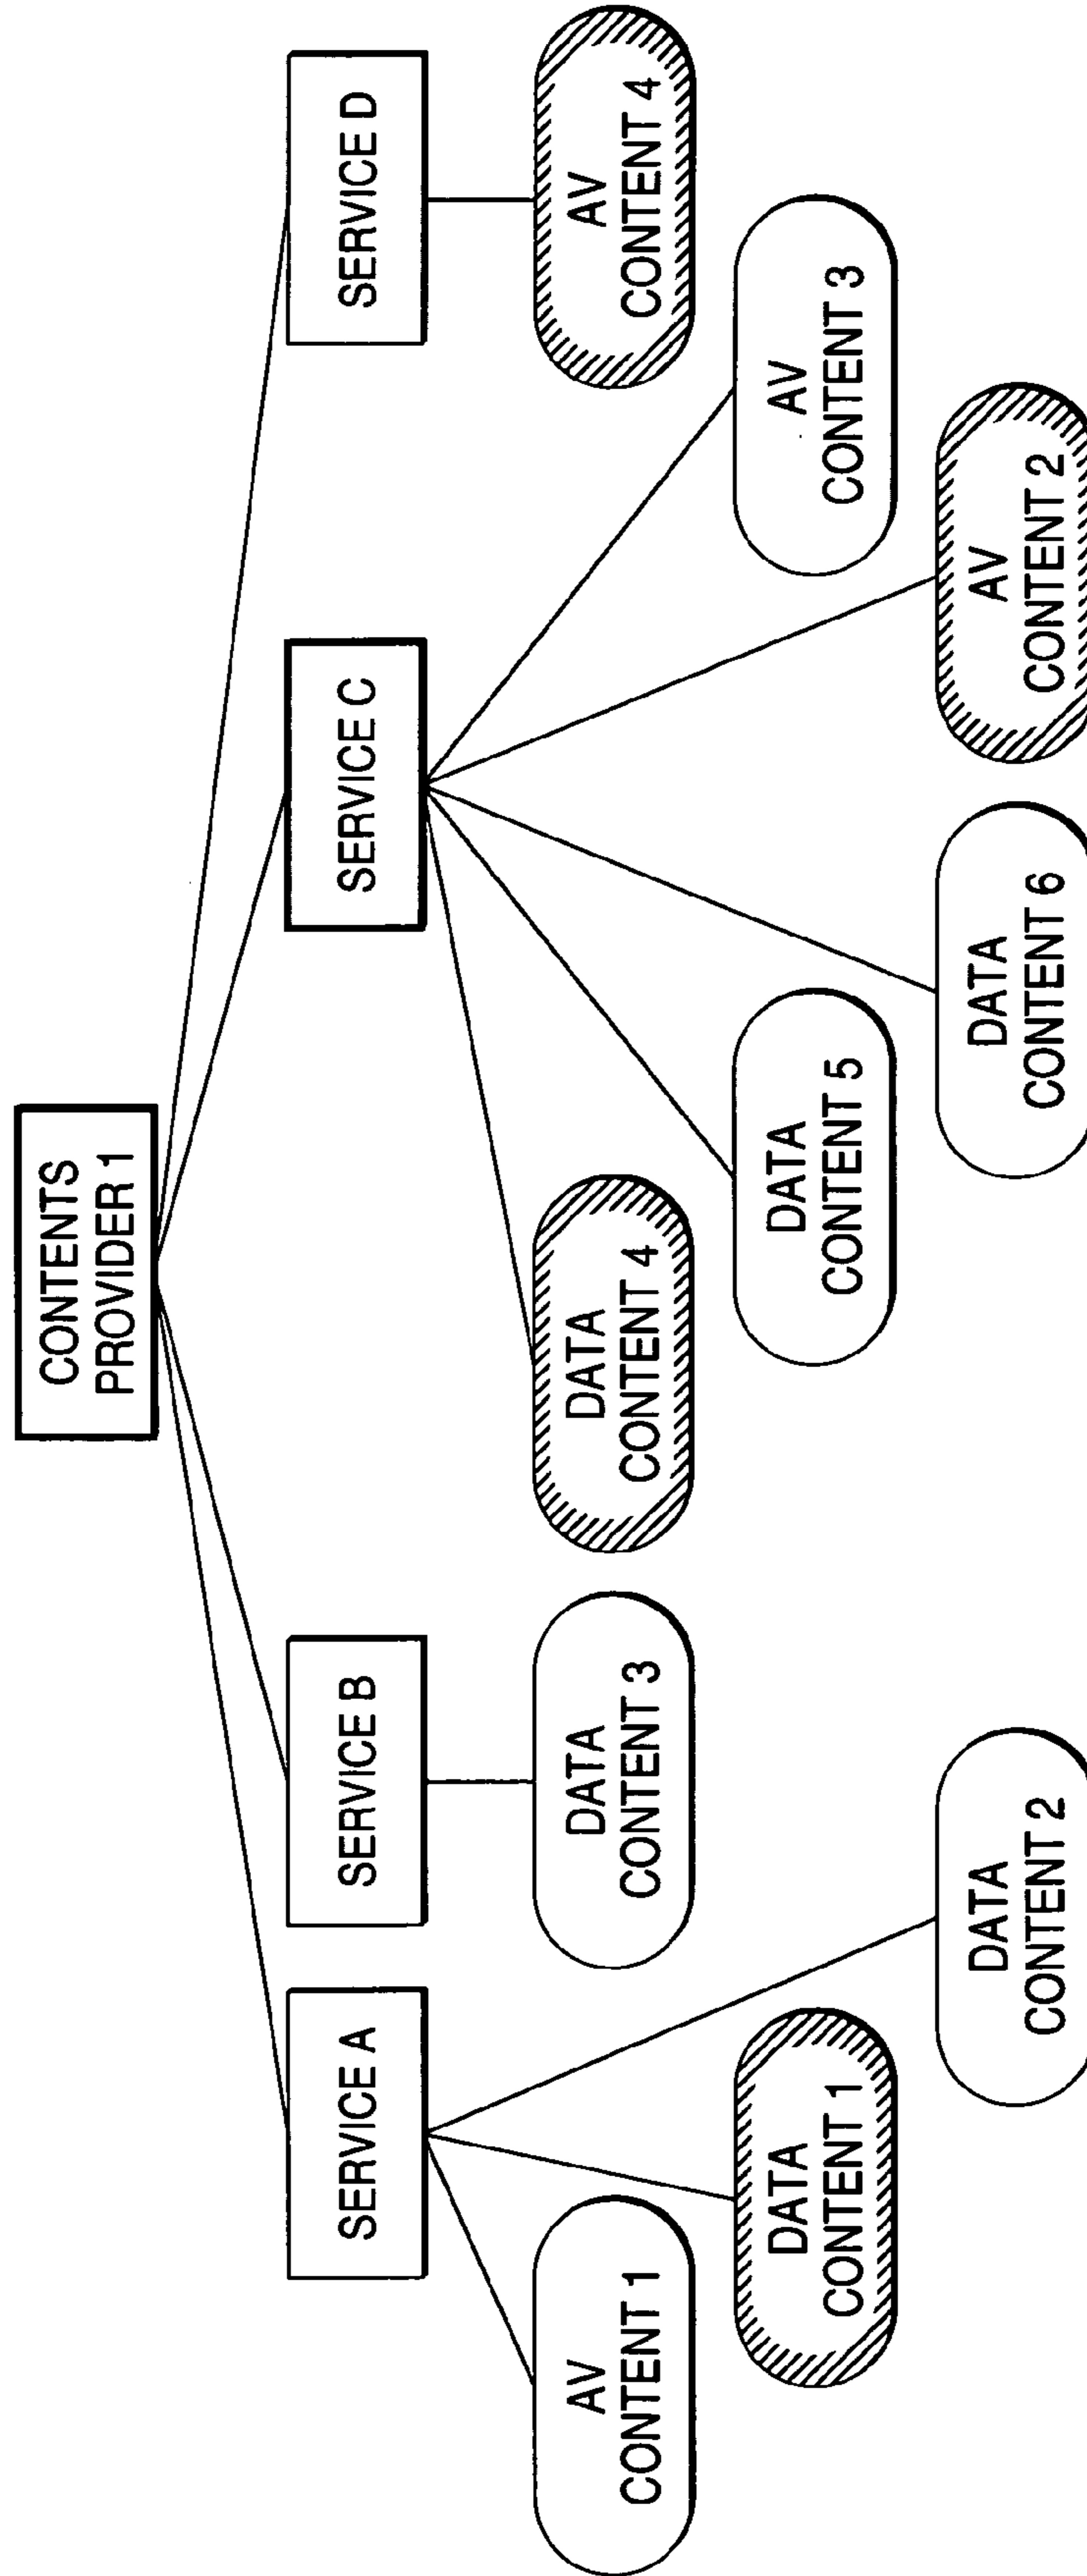 CONTENTS
PROVIDER 1
SERVICE A
SERVICE B
SERVICE C
SERVICE D
AV
CONTENT 1
DATA
CONTENT 1
DATA
CONTENT 2
DATA
CONTENT 3
DATA
CONTENT 4
DATA
CONTENT 5
DATA
CONTENT 6
AV
CONTENT 2
AV
CONTENT 3
AV
CONTENT 4